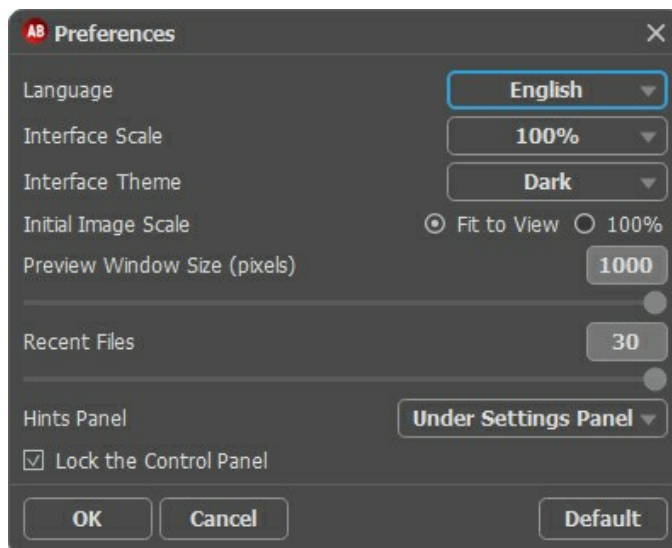 AB Preferences
Language English
Interface Scale 100%
Interface Theme Dark
Initial Image Scale Fit to View 100%
Preview Window Size (pixels) 1000
Recent Files 30
Hints Panel Under Settings Panel
Lock the Control Panel
OK Cancel Default